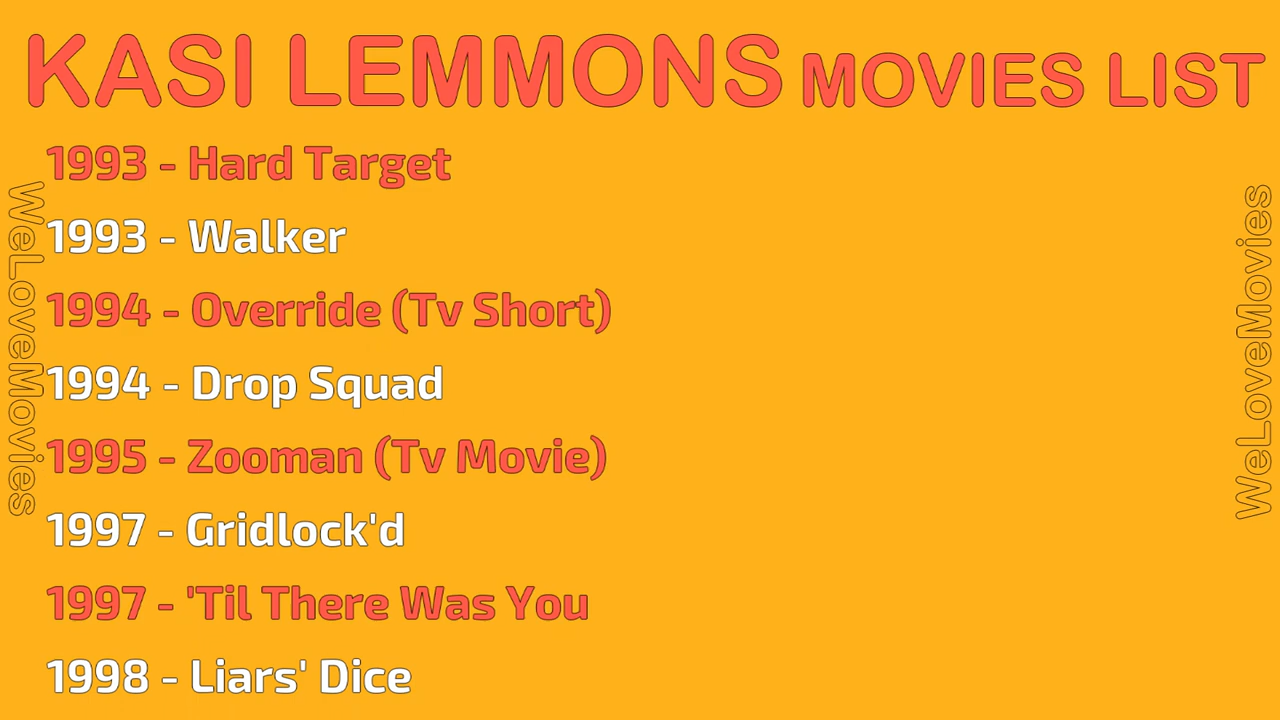 KASI LEMMONS MOVIES LIST
1993 - Hard Target
1993 - Walker
1994 - Override (Tv Short)
1994 - Drop Squad
1995 - Zooman (Tv Movie)
1997 - Gridlock'd
1997 - 'Til There Was You
1998 - Liars' Dice
WeLoveMovies
WeLoveMovies